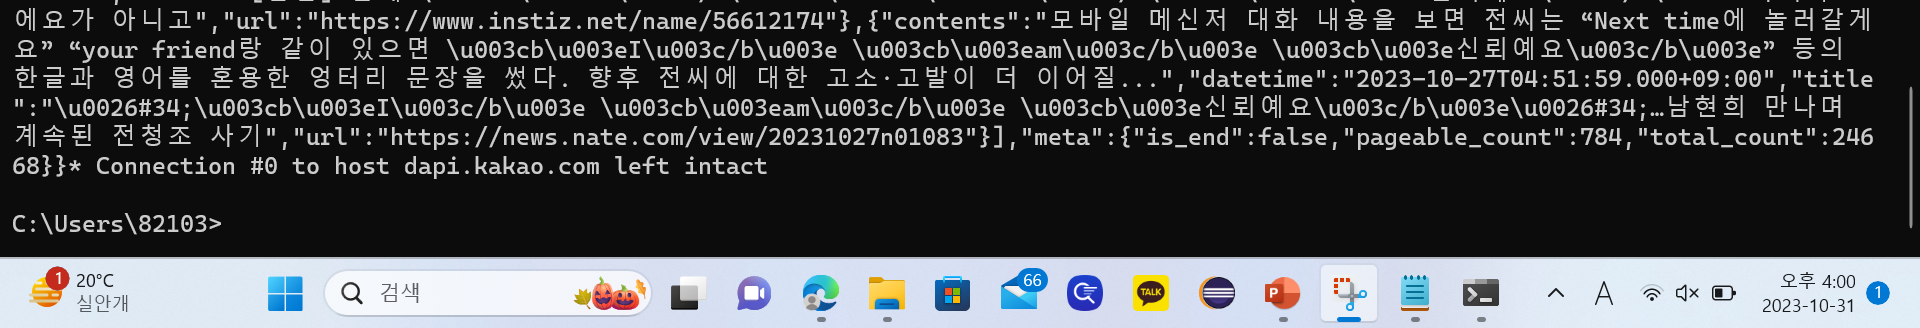 에요가 아니고","url":"https://www.instiz.net/name/56612174"},{"contents":"모바일 메신저 대화 내용을 보면 전씨는 “Next time에 놀러갈게
요” “your friend랑 같이 있으면 \u003cb\u003eI\u003c/b\u003e \u003cb\u003eam\u003c/b\u003e \u003cb\u003e신뢰예요\u003c/b\u003e” 등의
한글과 영어를 혼용한 엉터리 문장을 썼다. 향후 전씨에 대한 고소·고발이 더 이어질...","datetime":"2023-10-27T04:51:59.000+09:00","title
":"\u0026#34;\u003cb\u003eI\u003c/b\u003e \u003cb\u003eam\u003c/b\u003e \u003cb\u003e신뢰예요\u003c/b\u003e\u0026#34;…남현희 만나며
계속된 전청조 사기","url":"https://news.nate.com/view/20231027n01083"}],"meta":{"is_end":false,"pageable_count":784,"total_count":246
68}}* Connection #0 to host dapi.kakao.com left intact
C:\Users\82103>
1
20°C
실안개
검색
66
TALK
P
A
오후 4:00
2023-10-31
1